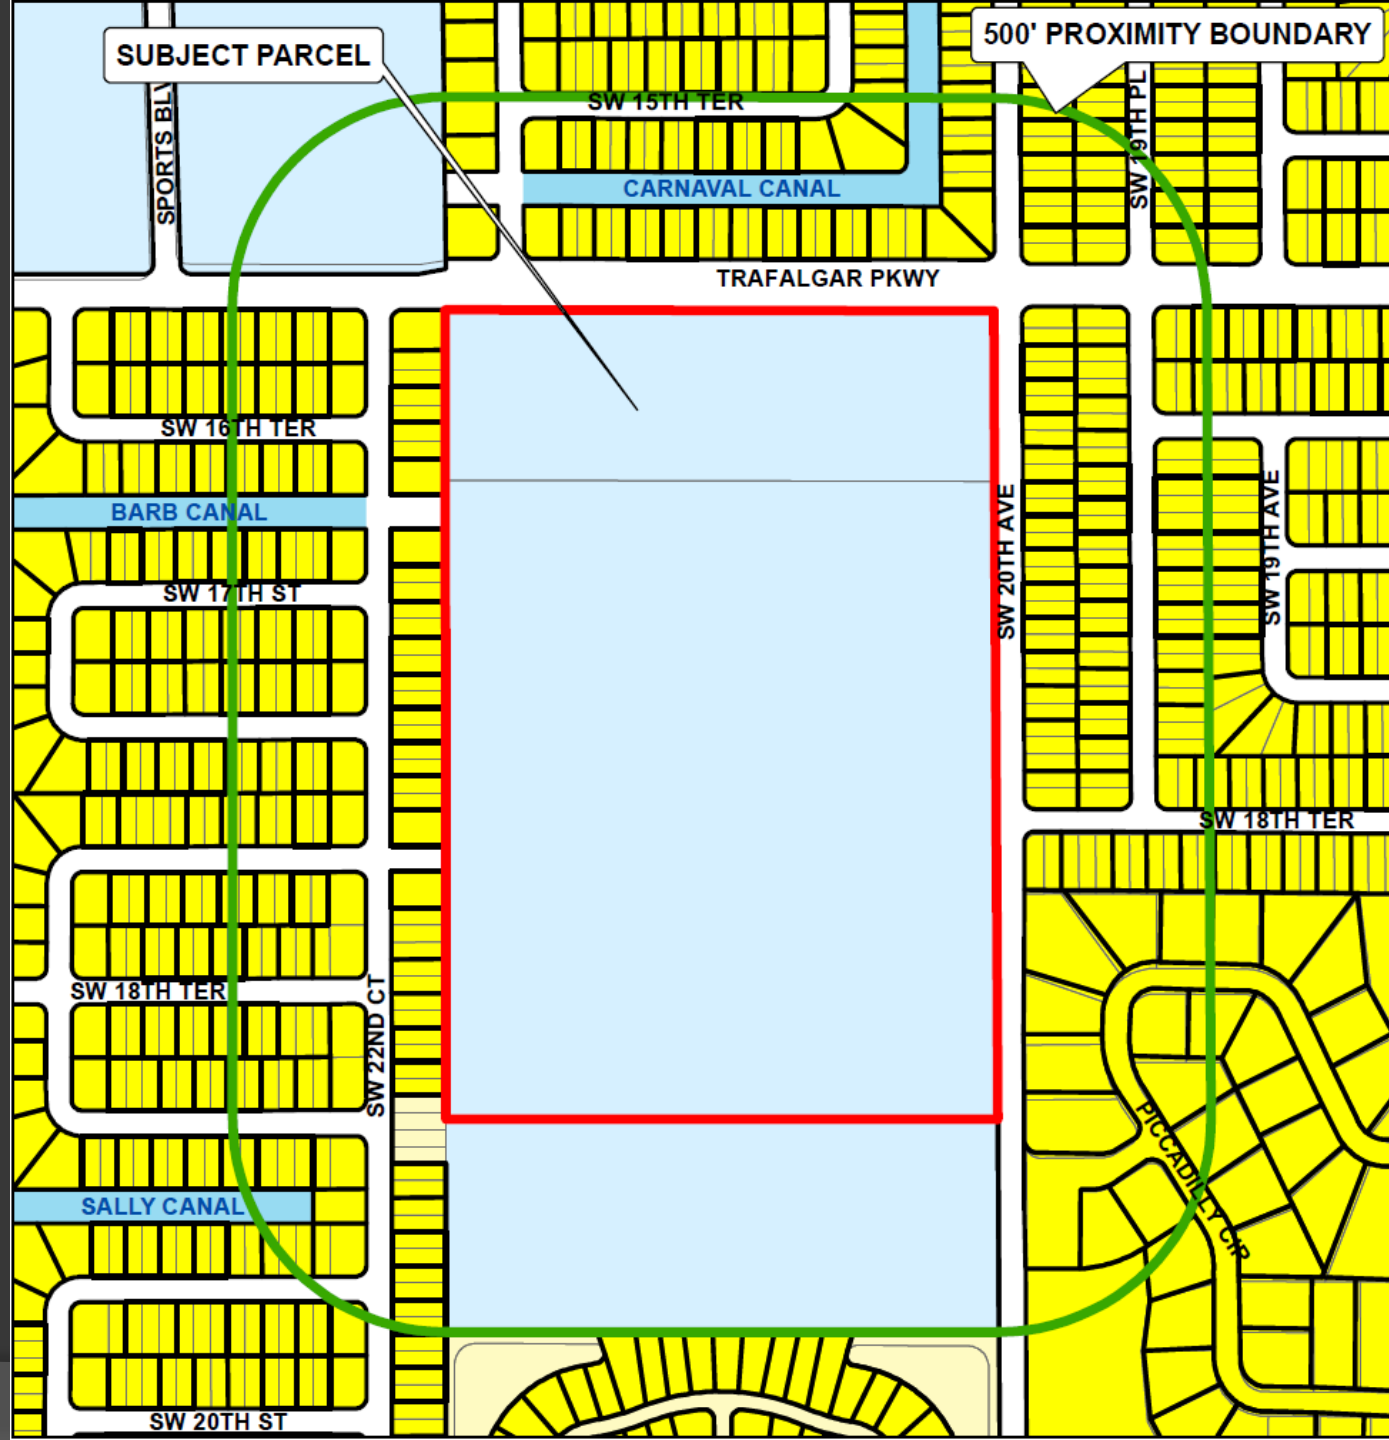 500' PROXIMITY BOUNDARY
SUBJECT PARCEL
SW 15TH TER
SPORTS BLV
SW 19TH PL
CARNAVAL CANAL
TRAFALGAR PKWY
SW 16TH TER
BARB CANAL
SW 20TH AVE
SW 19TH AVE
SW 17TH ST
SW 18TH TER
SW 18TH TER
SW 22ND CT
PICCADILLY CIR
SALLY CANAL
SW 20TH ST